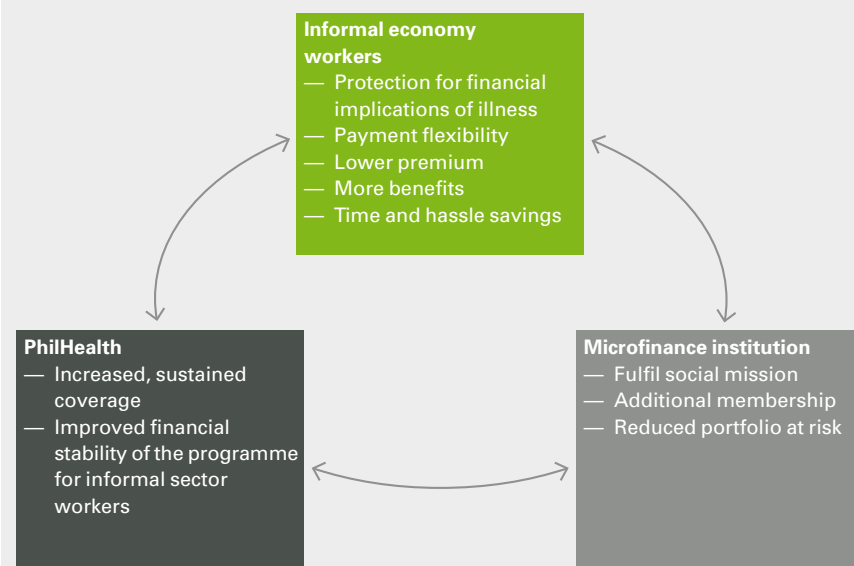 Informal economy
workers
— Protection for financial
implications of illness
— Payment flexibility
— Lower premium
— More benefits
— Time and hassle savings
PhilHealth
— Increased, sustained
coverage
— Improved financial
stability of the programme
for informal sector
workers
Microfinance institution
— Fulfil social mission
— Additional membership
— Reduced portfolio at risk